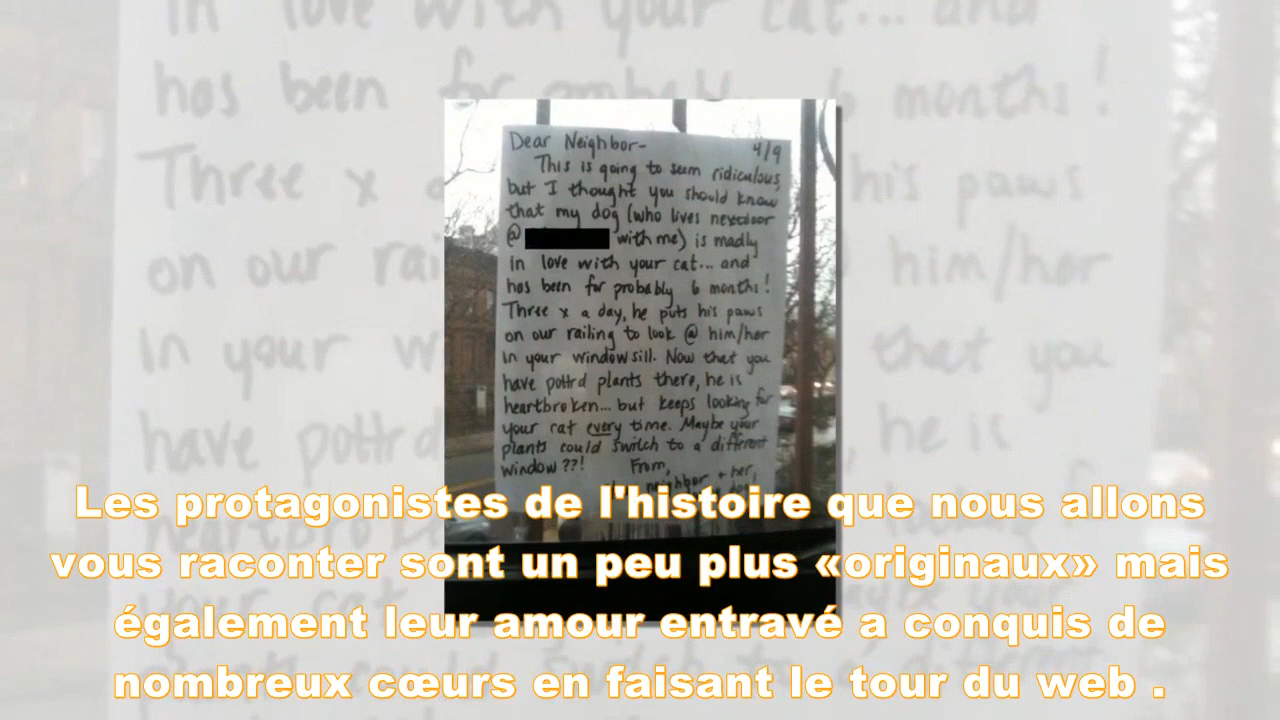 Dear Neighbor- 4/9
This is going to seem ridiculous,
but I thought you should know
that my dog (who lives nextdoor
@ with me) is madly
in love with your cat... and
has been for probably 6 months!
Three x a day, he puts his paws
on our railing to look @ him/her
in your windowsill. Now that you
have pottrd plants there, he is
heartbroken... but keeps looking for
your cat every time. Maybe your
plants could switch to a different
window??! From,
neighbor + her
Les protagonistes de l'histoire que nous allons
vous raconter sont un peu plus «originaux» mais
également leur amour entravé a conquis de
nombreux cœurs en faisant le tour du web .